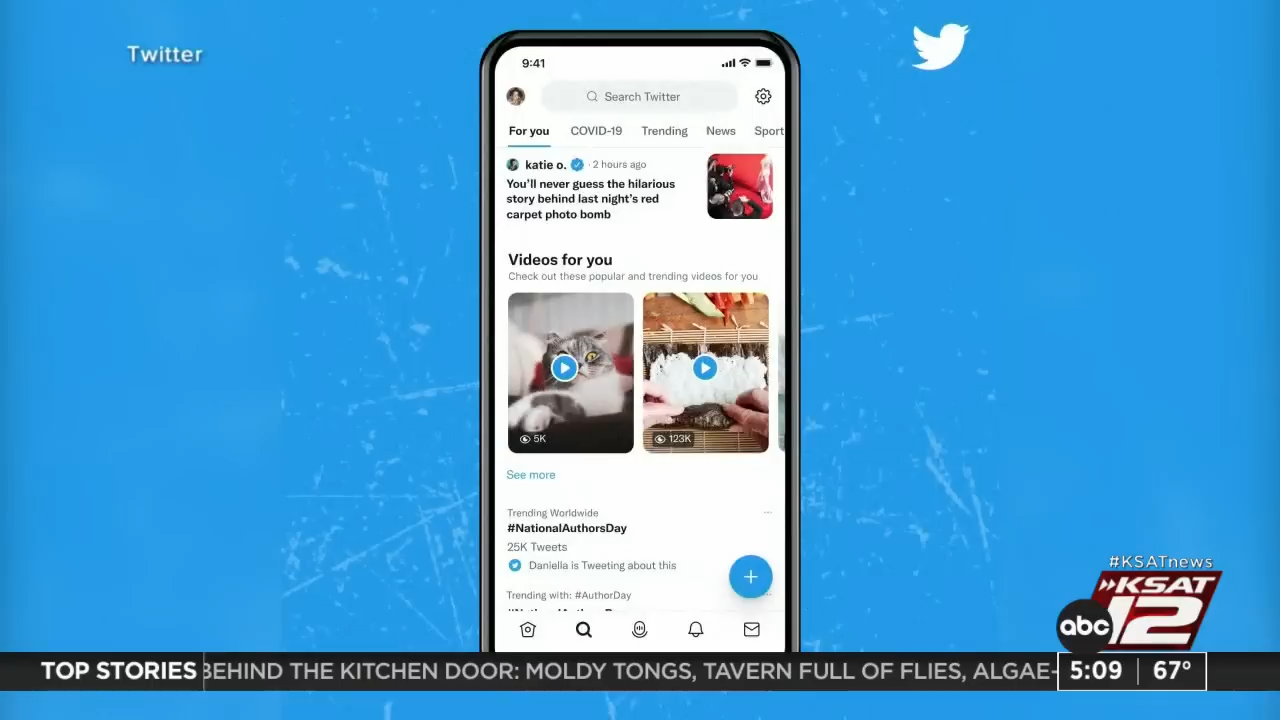 Twitter
9:41
Search Twitter
For you COVID-19 Trending News Sport
katie o. · 2 hours ago
You'll never guess the hilarious
story behind last night's red
carpet photo bomb
Videos for you
Check out these popular and trending videos for you
5K
123K
See more
Trending Worldwide
#NationalAuthorsDay
25K Tweets
Daniella is Tweeting about this
Trending with: #AuthorDay
#KSATnews
KSAT
12
abc
TOP STORIES BEHIND THE KITCHEN DOOR: MOLDY TONGS, TAVERN FULL OF FLIES, ALGAE-
5:09 67°